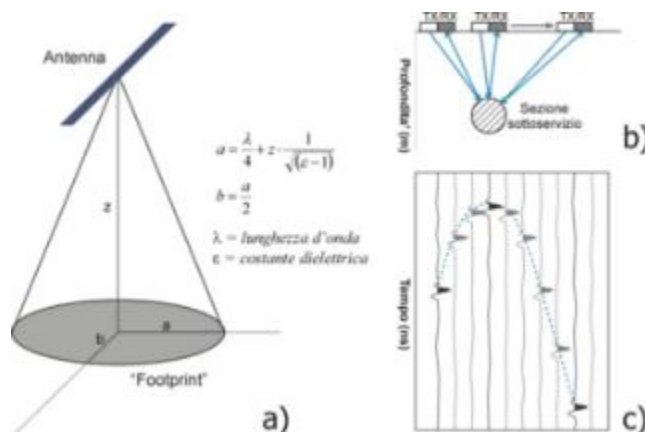 Antenna
z
a = λ/4 + z · 1/√(ε−1)
b = a/2
λ = lunghezza d'onda
ε = costante dielettrica
b
a
"Footprint"
a)
TX/RX TX/RX TX/RX
Profondita' (m)
Sezione
sottoservizio
b)
Tempo (ns)
c)